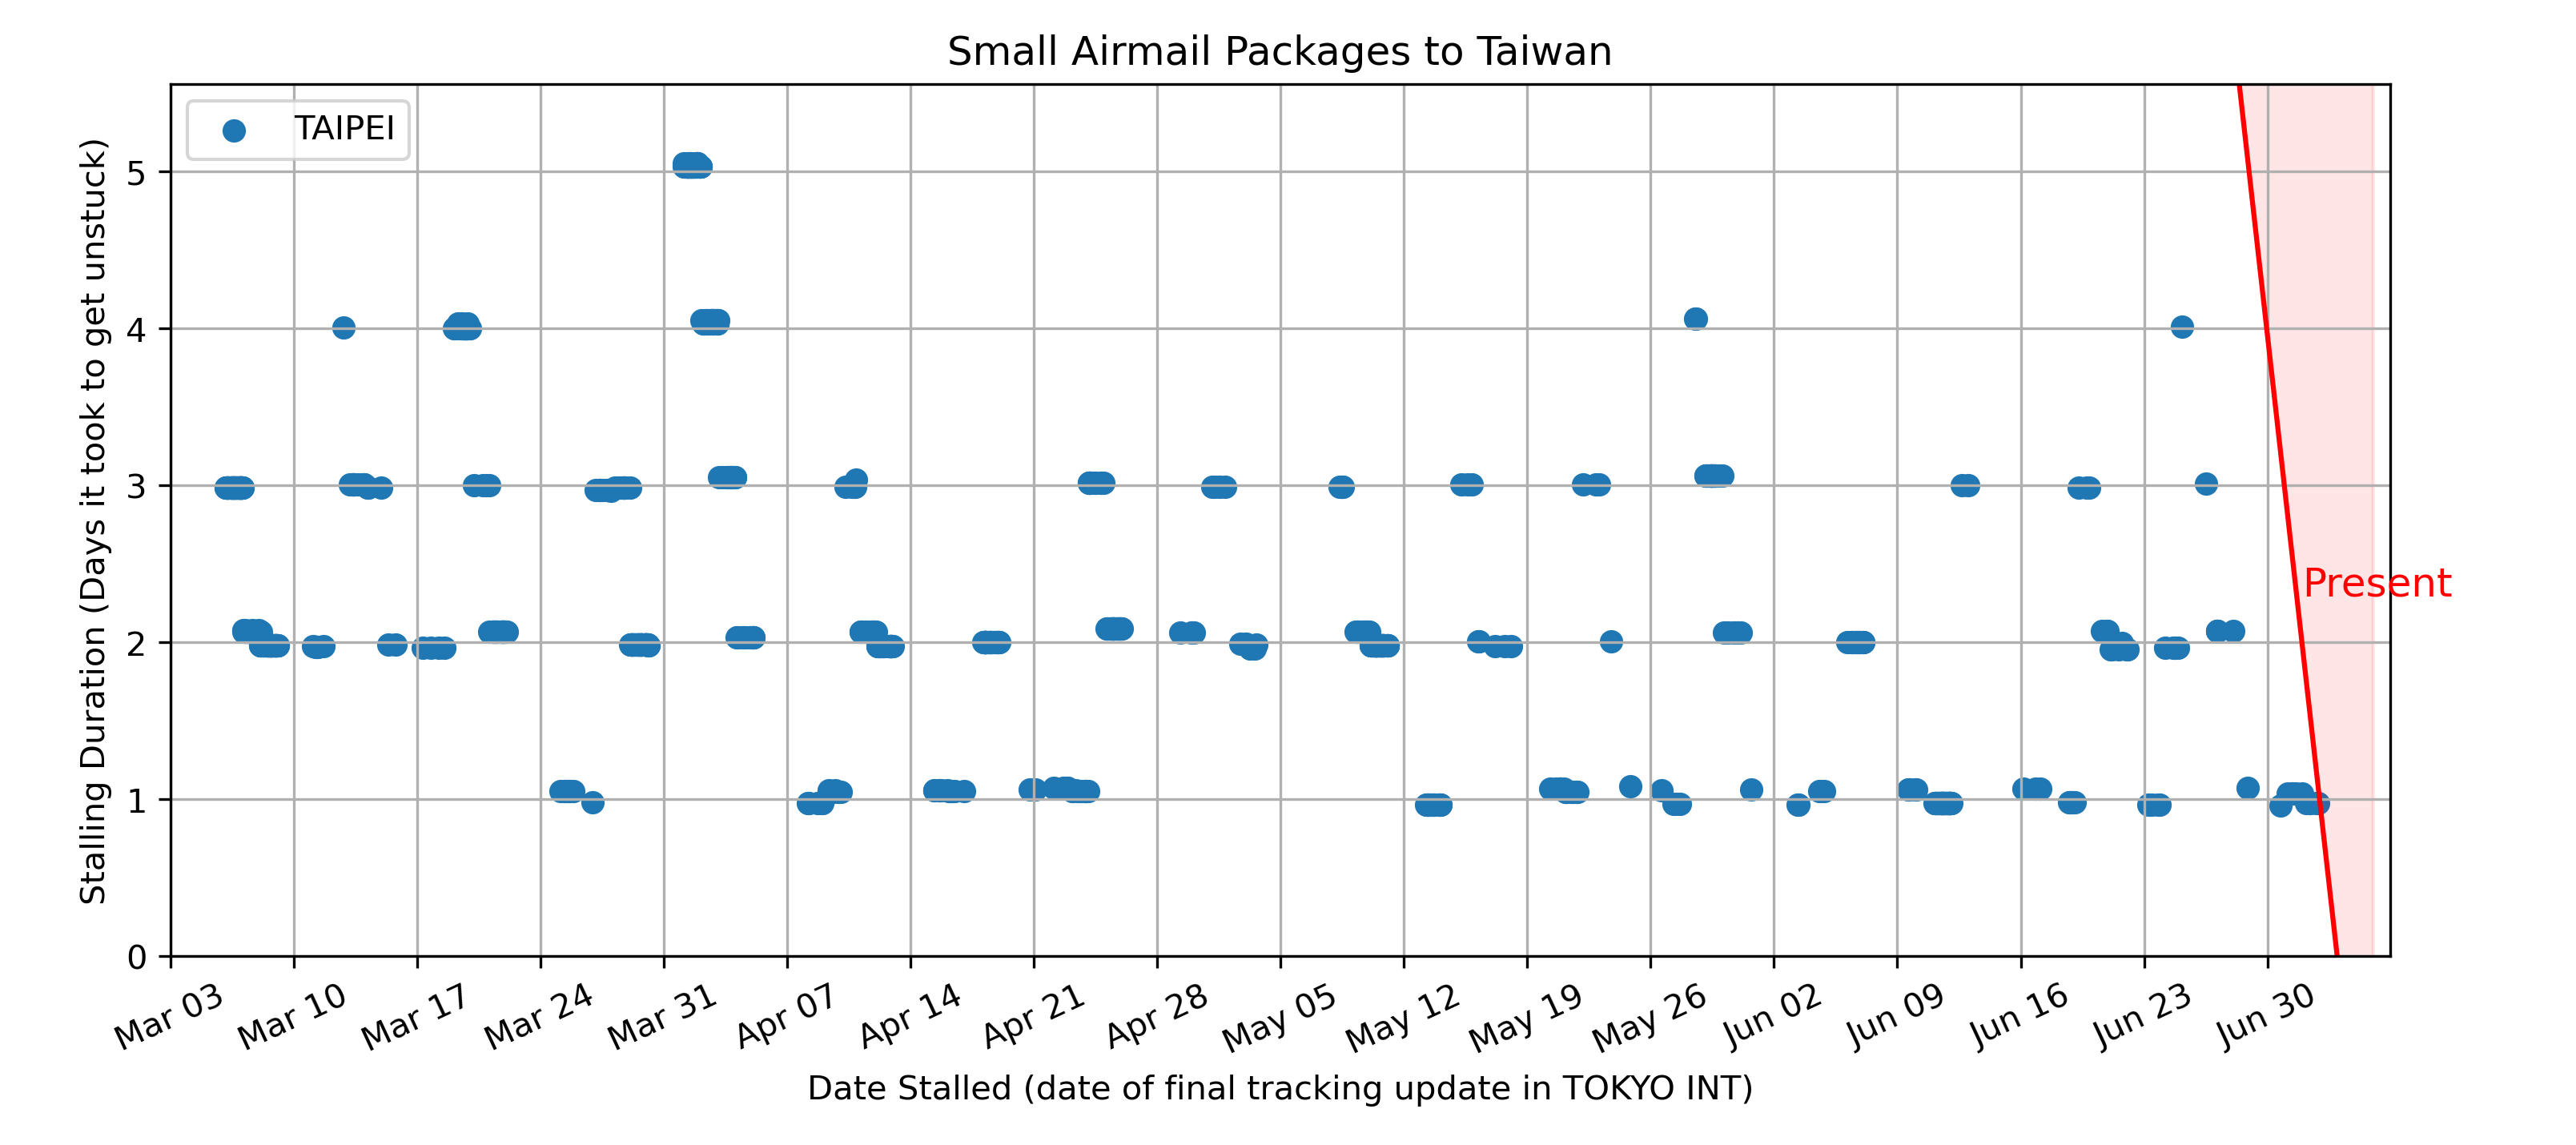 Small Airmail Packages to Taiwan
TAIPEI
Stalling Duration (Days it took to get unstuck)
5
4
3
2
1
0
Present
Mar 03
Mar 10
Mar 17
Mar 24
Mar 31
Apr 07
Apr 14
Apr 21
Apr 28
May 05
May 12
May 19
May 26
Jun 02
Jun 09
Jun 16
Jun 23
Jun 30
Date Stalled (date of final tracking update in TOKYO INT)